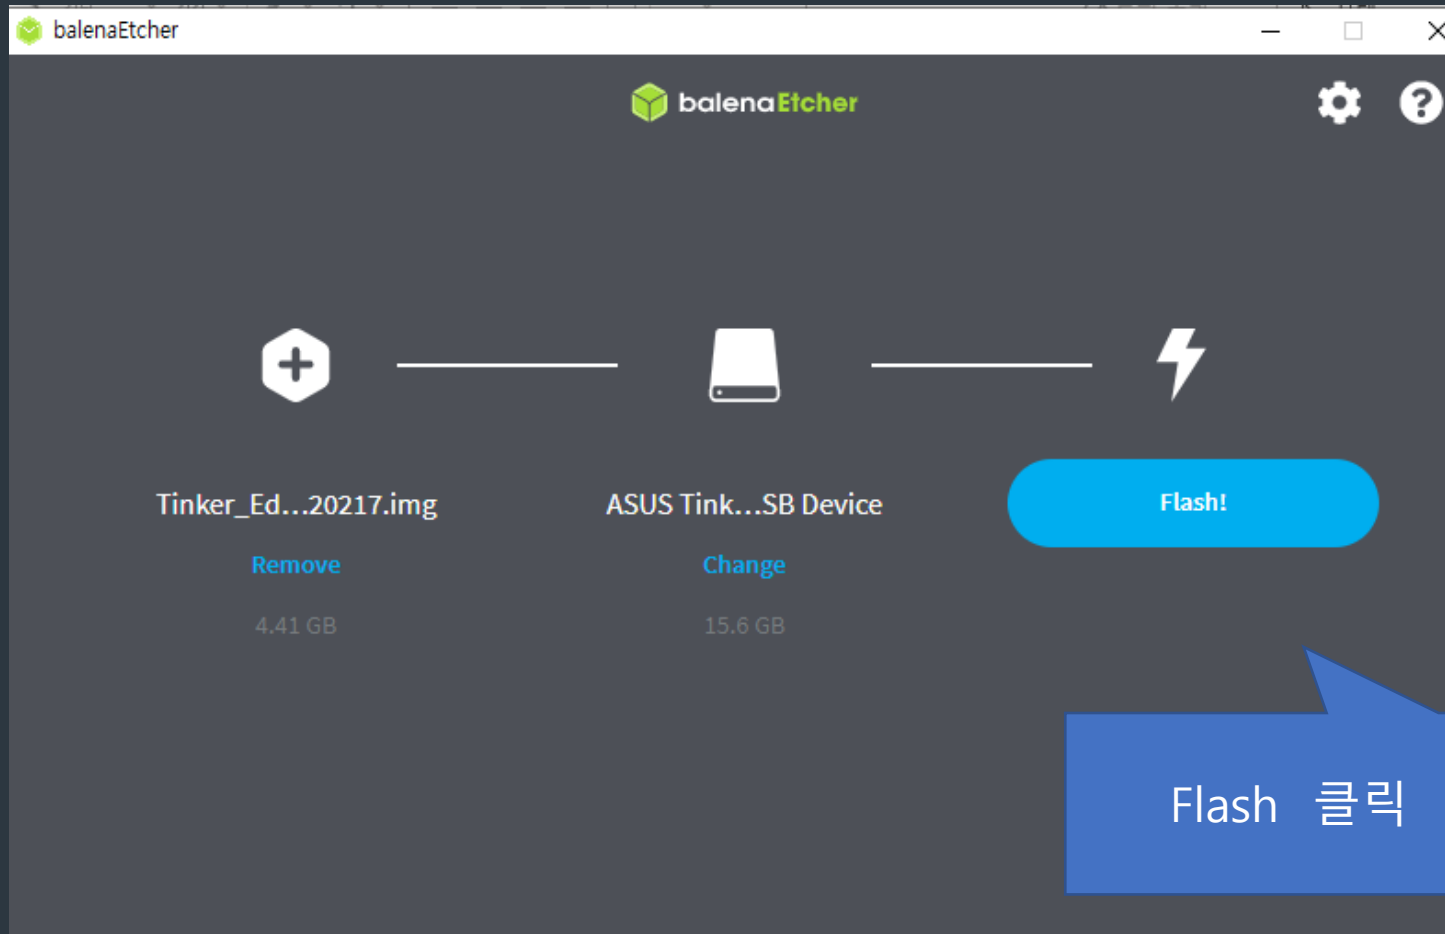 balenaEtcher
balenaEtcher
Tinker_Ed...20217.img
ASUS Tink...SB Device
Flash!
Remove
Change
4.41 GB
15.6 GB
Flash 클릭